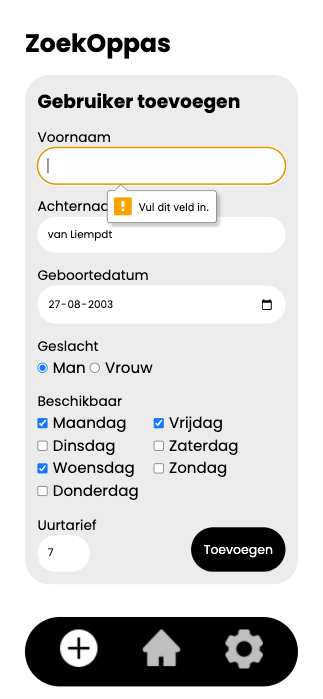 ZoekOppas
Gebruiker toevoegen
Voornaam
Vul dit veld in.
Achternaa
van Liempdt
Geboortedatum
27-08-2003
Geslacht
Man Vrouw
Beschikbaar
Maandag Vrijdag
Dinsdag Zaterdag
Woensdag Zondag
Donderdag
Uurtarief
7
Toevoegen